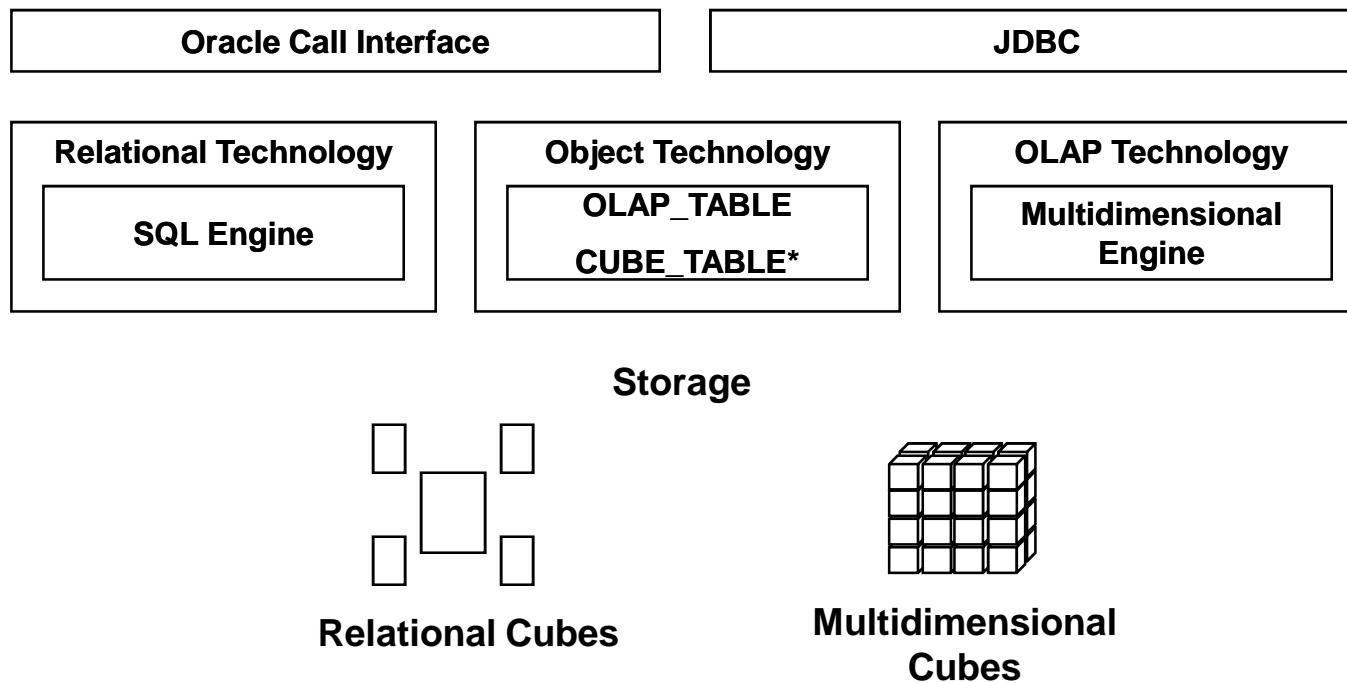 Oracle Call Interface
JDBC
Relational Technology
SQL Engine
Object Technology
OLAP_TABLE
CUBE_TABLE*
OLAP Technology
Multidimensional
Engine
Storage
Relational Cubes
Multidimensional
Cubes